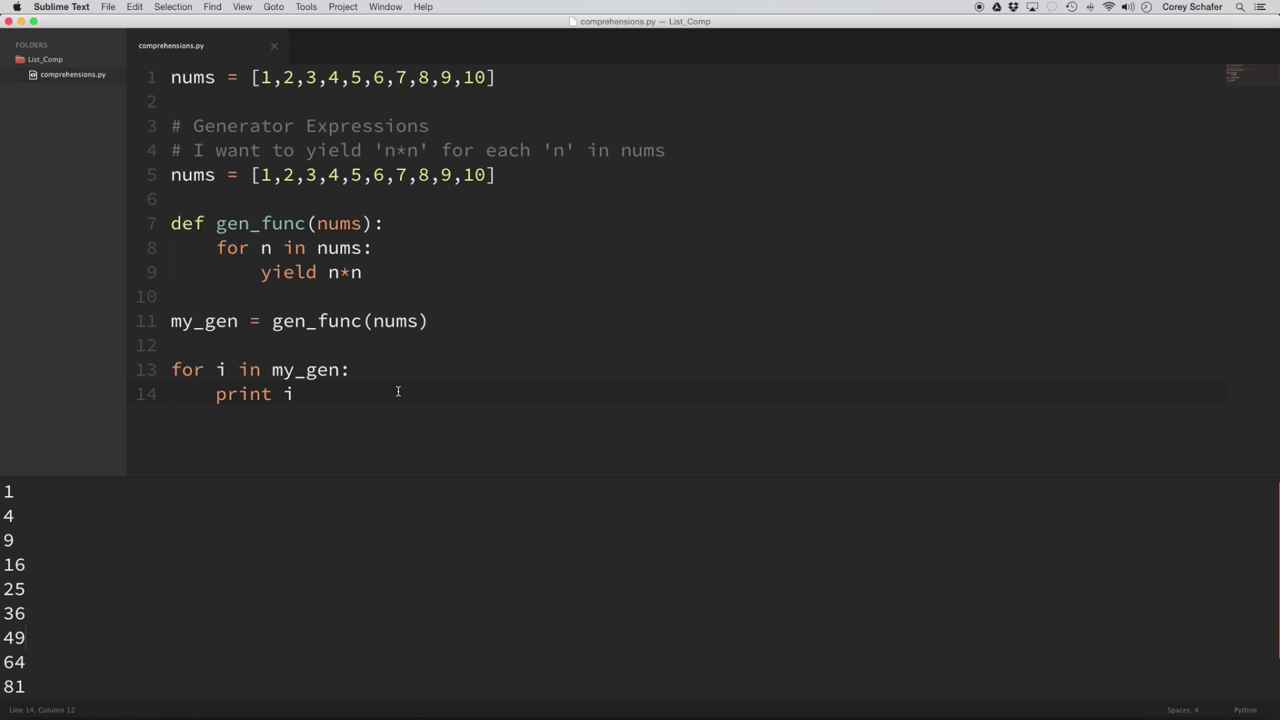 Sublime Text File Edit Selection Find View Goto Tools Project Window Help Corey Schafer
comprehensions.py — List_Comp
FOLDERS
List_Comp
comprehensions.py
comprehensions.py ×
1 nums = [1,2,3,4,5,6,7,8,9,10]
2
3 # Generator Expressions
4 # I want to yield 'n*n' for each 'n' in nums
5 nums = [1,2,3,4,5,6,7,8,9,10]
6
7 def gen_func(nums):
8     for n in nums:
9         yield n*n
10
11 my_gen = gen_func(nums)
12
13 for i in my_gen:
14     print i
1
4
9
16
25
36
49
64
81
Line 14, Column 12 Spaces: 4 Python